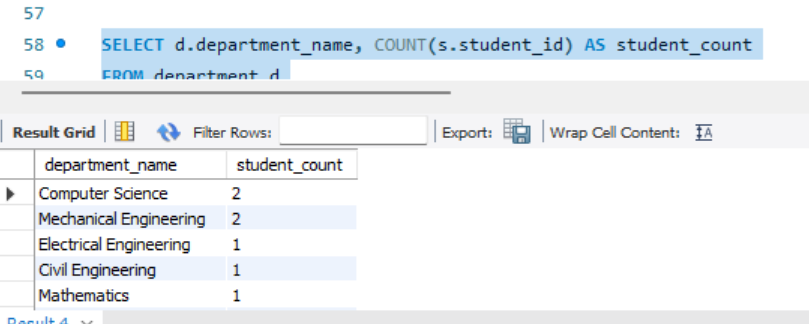 57
58 SELECT d.department_name, COUNT(s.student_id) AS student_count
59 FROM department d
Result Grid Filter Rows: Export: Wrap Cell Content: IA
department_name student_count
Computer Science 2
Mechanical Engineering 2
Electrical Engineering 1
Civil Engineering 1
Mathematics 1
Result 4